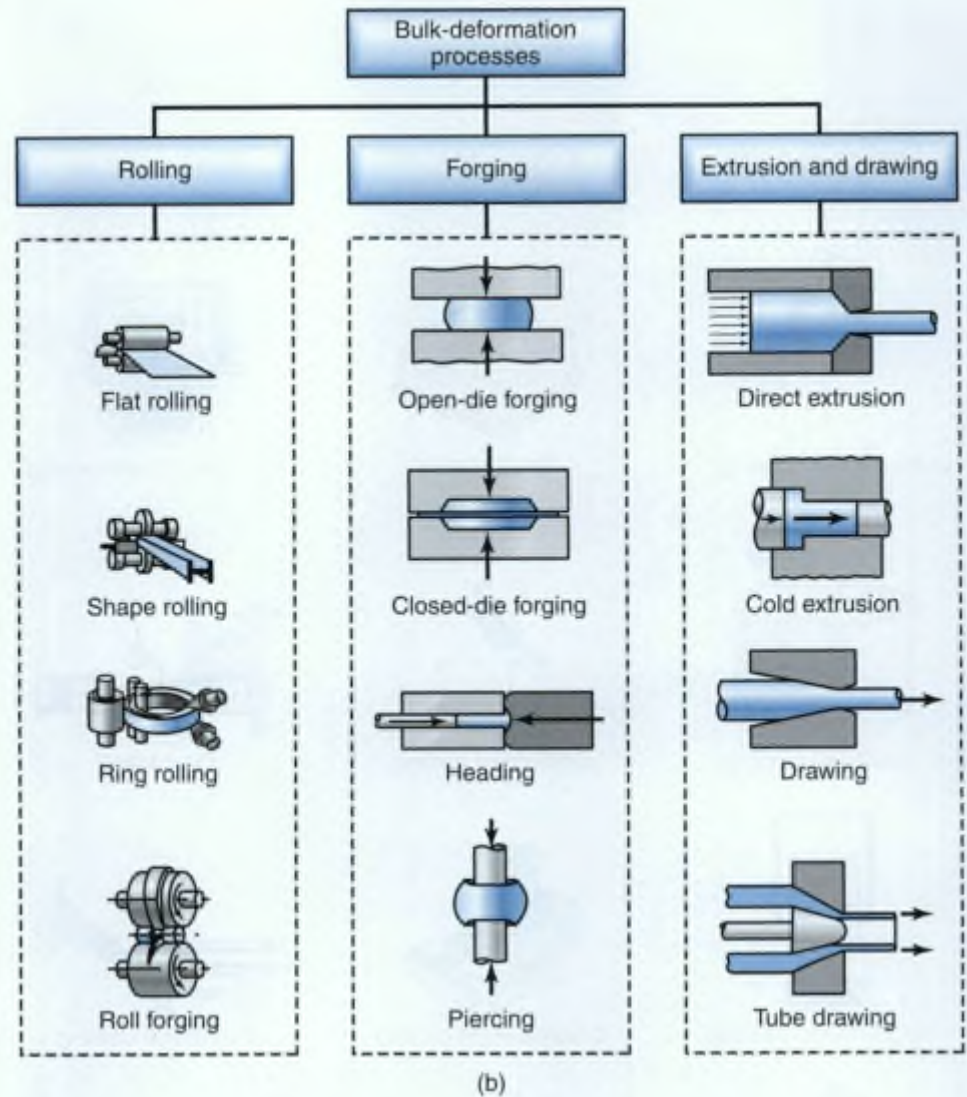 Bulk-deformation
processes
Rolling
Forging
Extrusion and drawing
Flat rolling
Shape rolling
Ring rolling
Roll forging
Open-die forging
Closed-die forging
Heading
Piercing
Direct extrusion
Cold extrusion
Drawing
Tube drawing
(b)